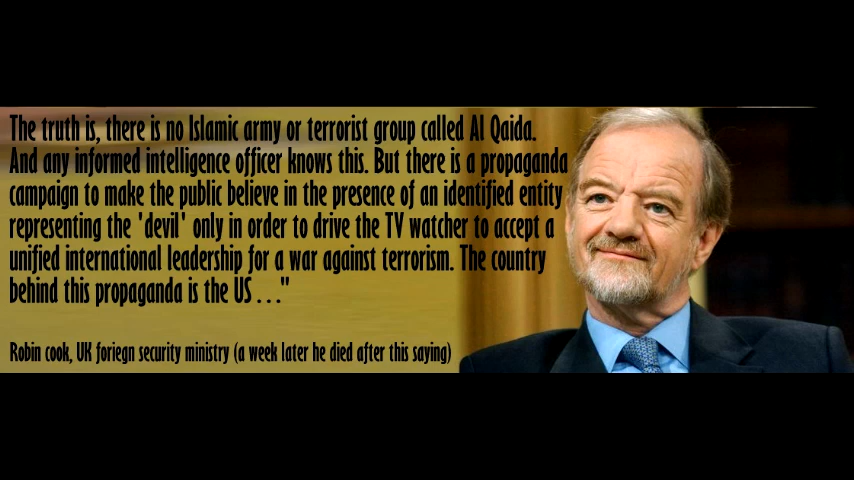 The truth is, there is no Islamic army or terrorist group called Al Qaida.
And any informed intelligence officer knows this. But there is a propaganda
campaign to make the public believe in the presence of an identified entity
representing the 'devil' only in order to drive the TV watcher to accept a
unified international leadership for a war against terrorism. The country
behind this propaganda is the US . . ."
Robin cook, UK foriegn security ministry (a week later he died after this saying)